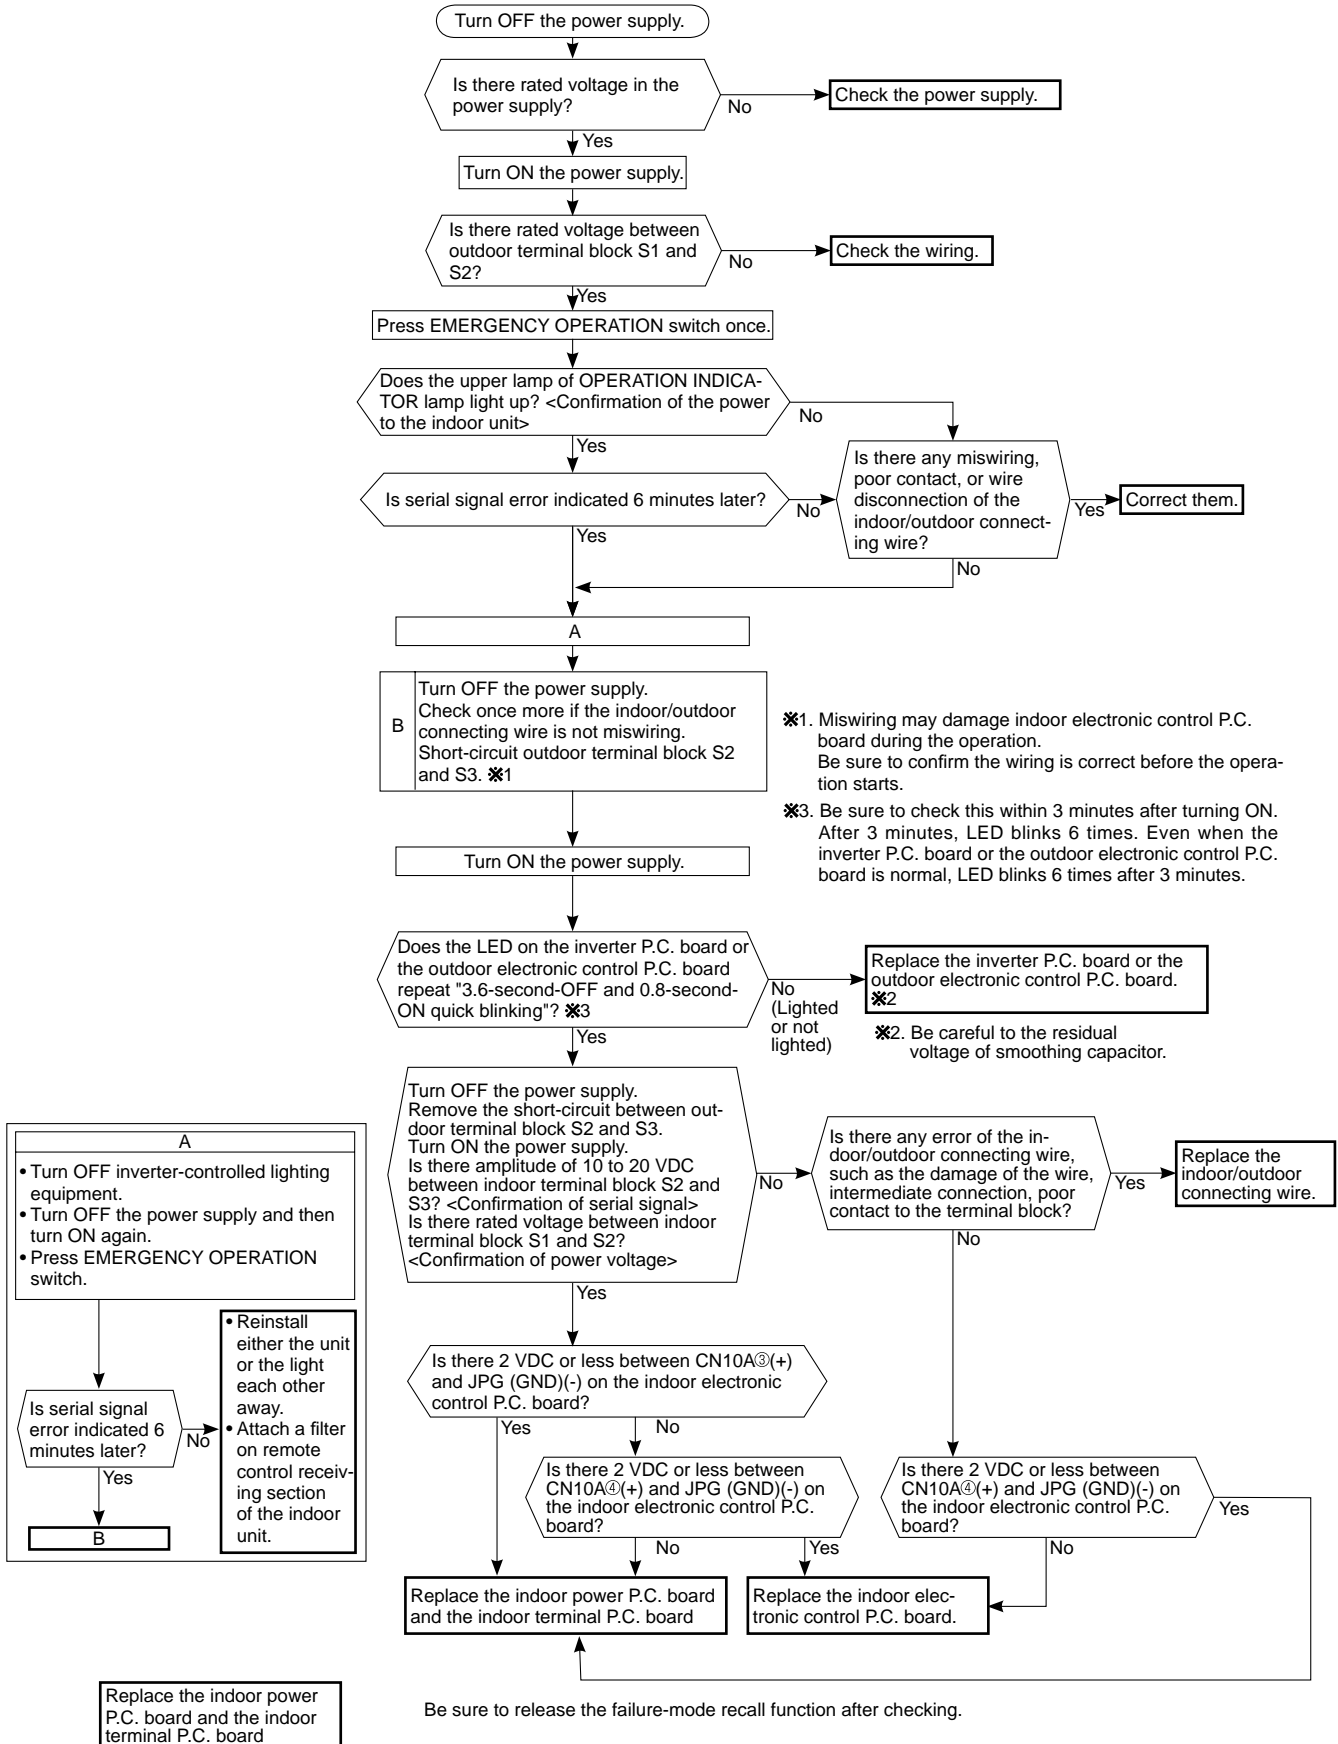 Turn OFF the power supply.
Is there rated voltage in the
power supply?
No
Check the power supply.
Yes
Turn ON the power supply.
Is there rated voltage between
outdoor terminal block S1 and
S2?
No
Check the wiring.
Yes
Press EMERGENCY OPERATION switch once.
Does the upper lamp of OPERATION INDICA-
TOR lamp light up? <Confirmation of the power
to the indoor unit>
No
Yes
Is there any miswiring,
poor contact, or wire
disconnection of the
indoor/outdoor connect-
ing wire?
Is serial signal error indicated 6 minutes later?
No
Yes
Correct them.
Yes
No
A
B
Turn OFF the power supply.
Check once more if the indoor/outdoor
connecting wire is not miswiring.
Short-circuit outdoor terminal block S2
and S3. ※1
※1. Miswiring may damage indoor electronic control P.C.
board during the operation.
Be sure to confirm the wiring is correct before the opera-
tion starts.
※3. Be sure to check this within 3 minutes after turning ON.
After 3 minutes, LED blinks 6 times. Even when the
inverter P.C. board or the outdoor electronic control P.C.
board is normal, LED blinks 6 times after 3 minutes.
Turn ON the power supply.
Does the LED on the inverter P.C. board or
the outdoor electronic control P.C. board
repeat "3.6-second-OFF and 0.8-second-
ON quick blinking"? ※3
No
(Lighted
or not
lighted)
Replace the inverter P.C. board or the
outdoor electronic control P.C. board.
※2
※2. Be careful to the residual
voltage of smoothing capacitor.
Yes
Turn OFF the power supply.
Remove the short-circuit between out-
door terminal block S2 and S3.
Turn ON the power supply.
Is there amplitude of 10 to 20 VDC
between indoor terminal block S2 and
S3? <Confirmation of serial signal>
Is there rated voltage between indoor
terminal block S1 and S2?
<Confirmation of power voltage>
No
Is there any error of the in-
door/outdoor connecting wire,
such as the damage of the wire,
intermediate connection, poor
contact to the terminal block?
Yes
Replace the
indoor/outdoor
connecting wire.
No
Yes
A
• Turn OFF inverter-controlled lighting
equipment.
• Turn OFF the power supply and then
turn ON again.
• Press EMERGENCY OPERATION
switch.
Is serial signal
error indicated 6
minutes later?
No
• Reinstall
either the unit
or the light
each other
away.
• Attach a filter
on remote
control receiv-
ing section
of the indoor
unit.
Yes
B
Is there 2 VDC or less between CN10A③(+)
and JPG (GND)(-) on the indoor electronic
control P.C. board?
Yes
No
Is there 2 VDC or less between
CN10A④(+) and JPG (GND)(-) on
the indoor electronic control P.C.
board?
No
Yes
Is there 2 VDC or less between
CN10A④(+) and JPG (GND)(-) on
the indoor electronic control P.C.
board?
Yes
No
Replace the indoor power P.C. board
and the indoor terminal P.C. board
Replace the indoor elec-
tronic control P.C. board.
Replace the indoor power
P.C. board and the indoor
terminal P.C. board
Be sure to release the failure-mode recall function after checking.